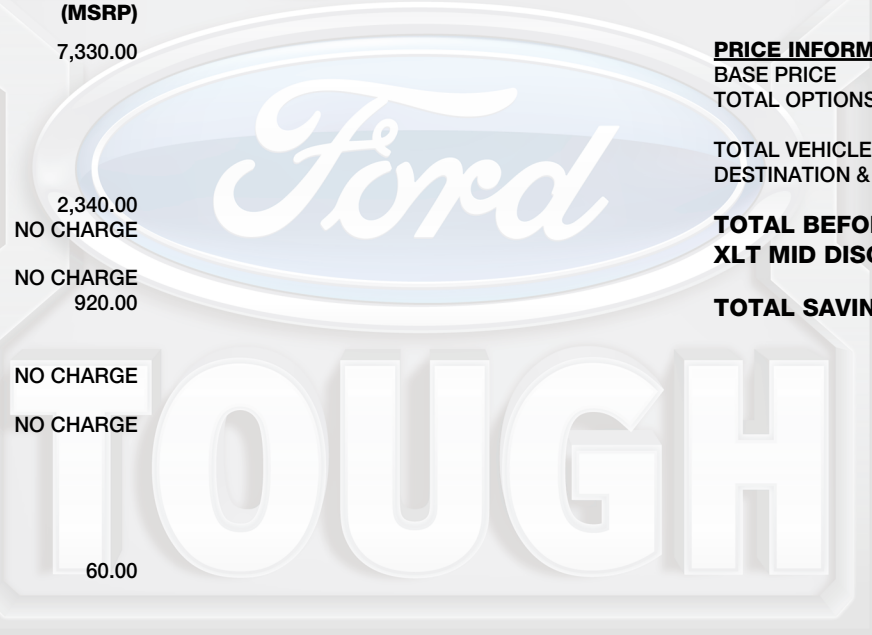 (MSRP)
7,330.00
2,340.00
NO CHARGE
NO CHARGE
920.00
NO CHARGE
NO CHARGE
60.00
PRICE INFORM
BASE PRICE
TOTAL OPTIONS
TOTAL VEHICLE
DESTINATION &
TOTAL BEFO
XLT MID DISC
TOTAL SAVIN
Ford
TOUGH